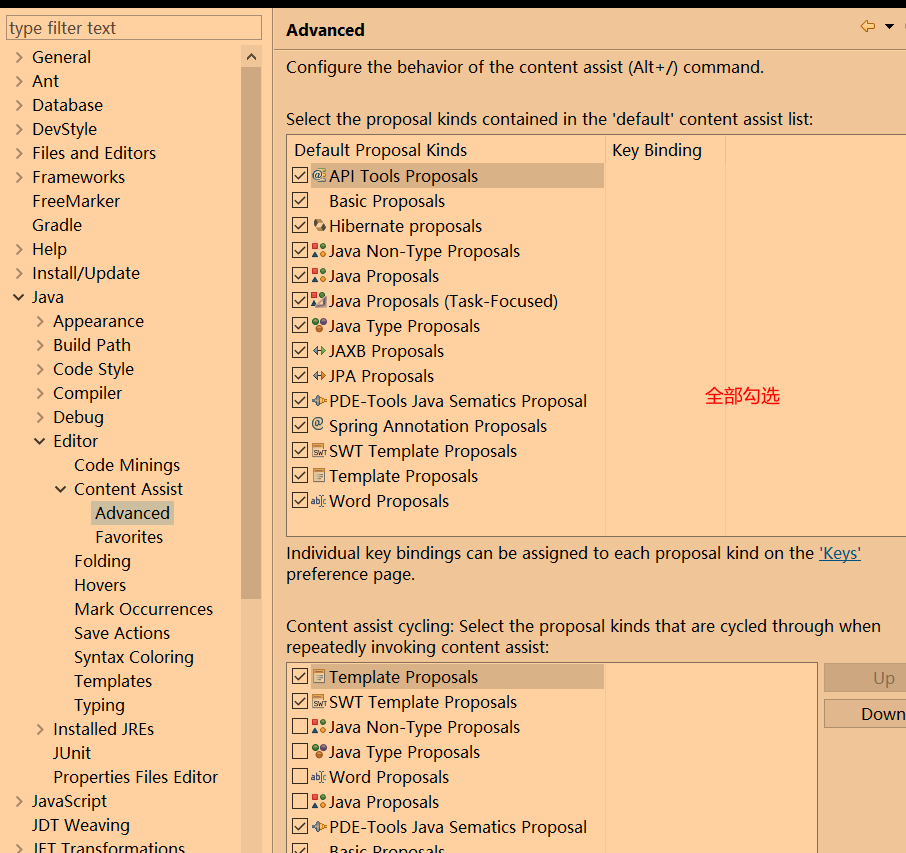 type filter text
General
Ant
Database
DevStyle
Files and Editors
Frameworks
FreeMarker
Gradle
Help
Install/Update
Java
Appearance
Build Path
Code Style
Compiler
Debug
Editor
Code Minings
Content Assist
Advanced
Favorites
Folding
Hovers
Mark Occurrences
Save Actions
Syntax Coloring
Templates
Typing
Installed JREs
JUnit
Properties Files Editor
JavaScript
JDT Weaving
JET Transformations
Advanced
Configure the behavior of the content assist (Alt+/) command.
Select the proposal kinds contained in the 'default' content assist list:
Default Proposal Kinds Key Binding
API Tools Proposals
Basic Proposals
Hibernate proposals
Java Non-Type Proposals
Java Proposals
Java Proposals (Task-Focused)
Java Type Proposals
JAXB Proposals
JPA Proposals
PDE-Tools Java Sematics Proposal
全部勾选
Spring Annotation Proposals
SWT Template Proposals
Template Proposals
Word Proposals
Individual key bindings can be assigned to each proposal kind on the 'Keys'
preference page.
Content assist cycling: Select the proposal kinds that are cycled through when
repeatedly invoking content assist:
Template Proposals
SWT Template Proposals
Java Non-Type Proposals
Java Type Proposals
Word Proposals
Java Proposals
PDE-Tools Java Sematics Proposal
Basic Proposals
Up
Down